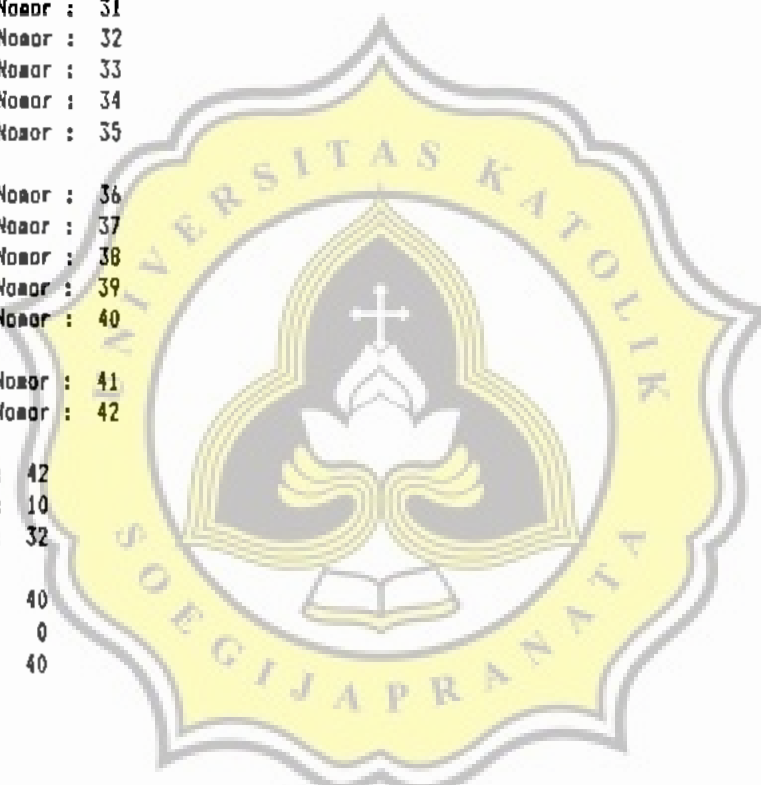 Nomor : 31
Nomor : 32
Nomor : 33
Nomor : 34
Nomor : 35
Nomor : 36
Nomor : 37
Nomor : 38
Nomor : 39
Nomor : 40
Nomor : 41
Nomor : 42
: 42
: 10
32
40
0
40
UNIVERSITAS KATOLIK
SOEGIJAPRANATA